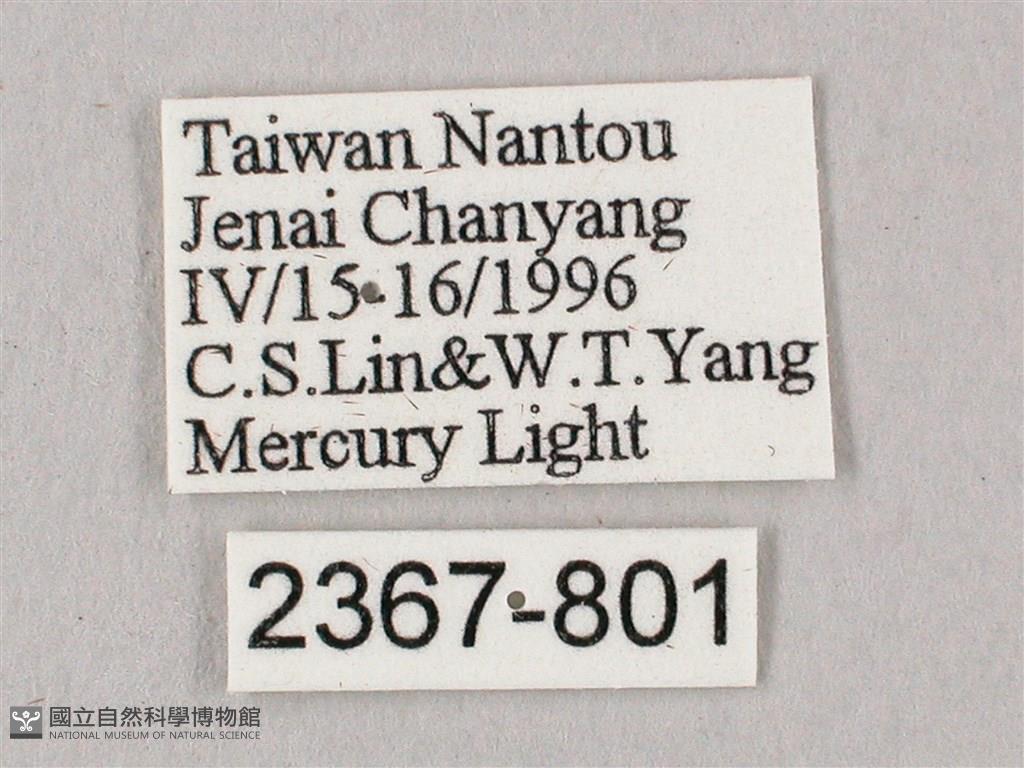 Taiwan Nantou
Jenai Chanyang
IV/15-16/1996
C.S.Lin&W.T.Yang
Mercury Light
2367-801
國立自然科學博物館
NATIONAL MUSEUM OF NATURAL SCIENCE